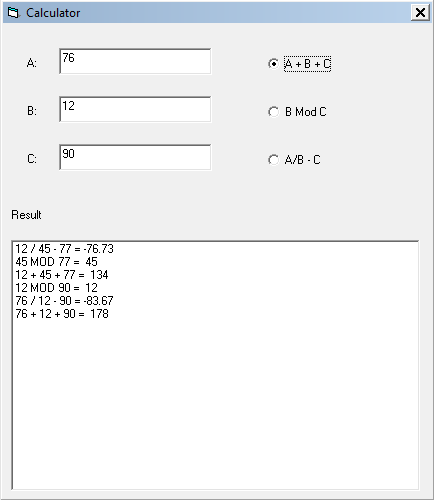 Calculator
A: 76 A + B + C
B: 12 B Mod C
C: 90 A/B - C
Result
12 / 45 - 77 = -76.73
45 MOD 77 =  45
12 + 45 + 77 =  134
12 MOD 90 =  12
76 / 12 - 90 = -83.67
76 + 12 + 90 =  178